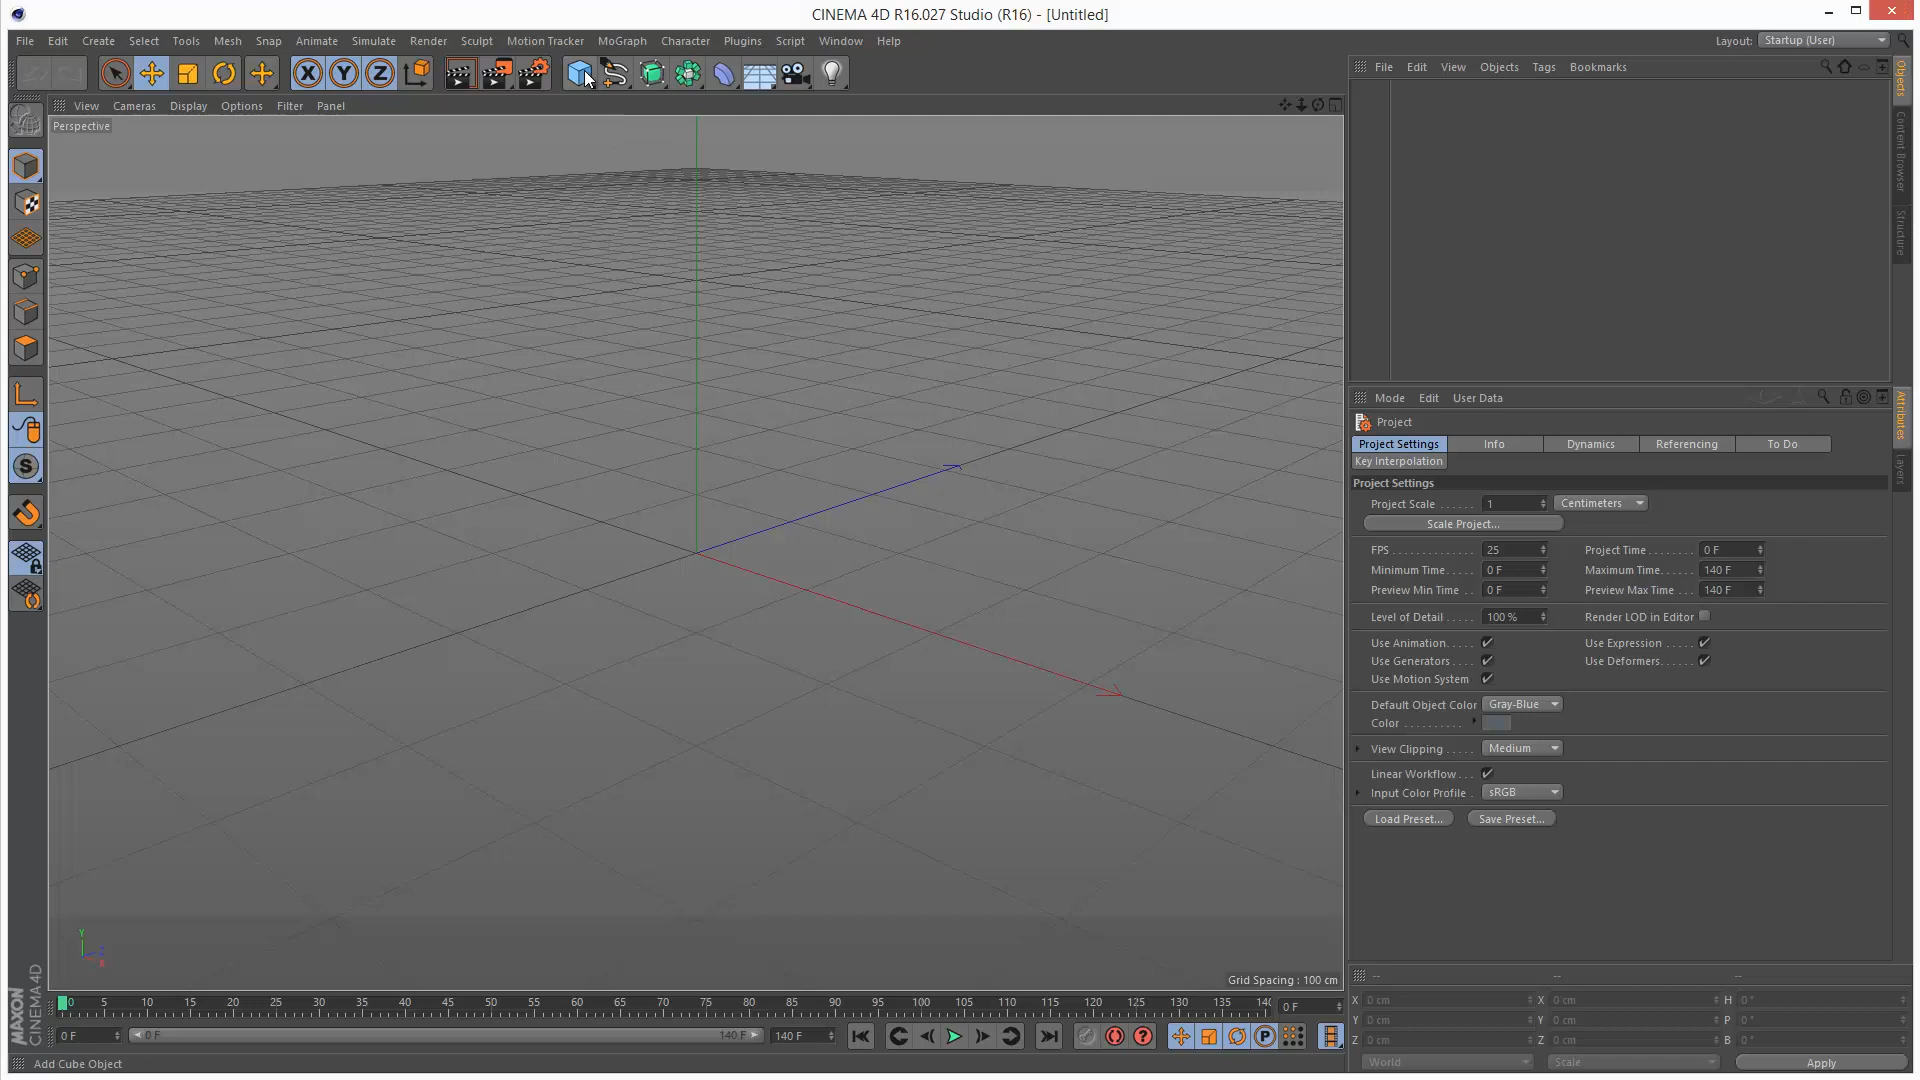 CINEMA 4D R16.027 Studio (R16) - [Untitled]
File Edit Create Select Tools Mesh Snap Animate Simulate Render Sculpt Motion Tracker MoGraph Character Plugins Script Window Help
Layout: Startup (User)
X Y Z
File Edit View Objects Tags Bookmarks
View Cameras Display Options Filter Panel
Perspective
Objects
Content Browser
Structure
Mode Edit User Data
Attributes
Layers
Project
Project Settings Info Dynamics Referencing To Do
Key Interpolation
Project Settings
Project Scale ...... 1 Centimeters
Scale Project...
FPS .............. 25 Project Time ........ 0 F
Minimum Time..... 0 F Maximum Time...... 140 F
Preview Min Time .. 0 F Preview Max Time ... 140 F
Level of Detail ..... 100 % Render LOD in Editor
Use Animation.... Use Expression .....
Use Generators .... Use Deformers......
Use Motion System
Default Object Color Gray-Blue
Color ..........
View Clipping ..... Medium
Linear Workflow ...
Input Color Profile . sRGB
Load Preset... Save Preset...
S
Y
Z
X
Grid Spacing : 100 cm
MAXON
CINEMA 4D
0 5 10 15 20 25 30 35 40 45 50 55 60 65 70 75 80 85 90 95 100 105 110 115 120 125 130 135 140 0 F
0 F 0 F 140 F 140 F
? P
-- -- --
X 0 cm X 0 cm H 0 °
Y 0 cm Y 0 cm P 0 °
Z 0 cm Z 0 cm B 0 °
World Scale Apply
Add Cube Object